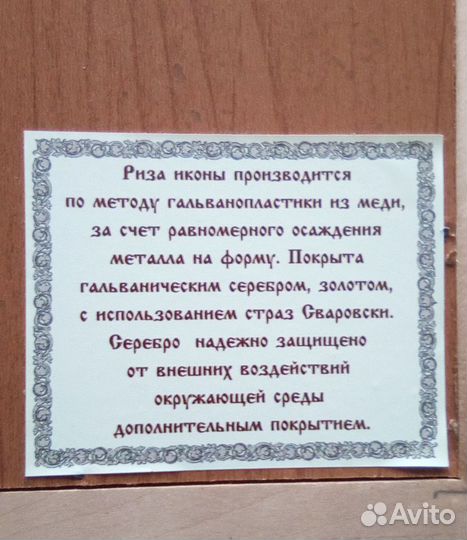 Риза иконы производится
по методу гальванопластики из меди,
за счет равномерного осаждения
металла на форму. Покрыта
гальваническим серебром, золотом,
с использованием страз Сваровски.
Серебро надежно защищено
от внешних воздействий
окружающей среды
дополнительным покрытием.
Avito